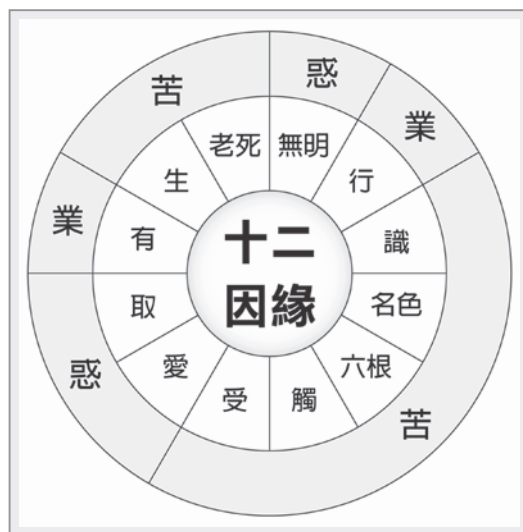 十二
因緣
無明
行
識
名色
六根
觸
受
愛
取
有
生
老死
惑
業
苦
惑
業
苦